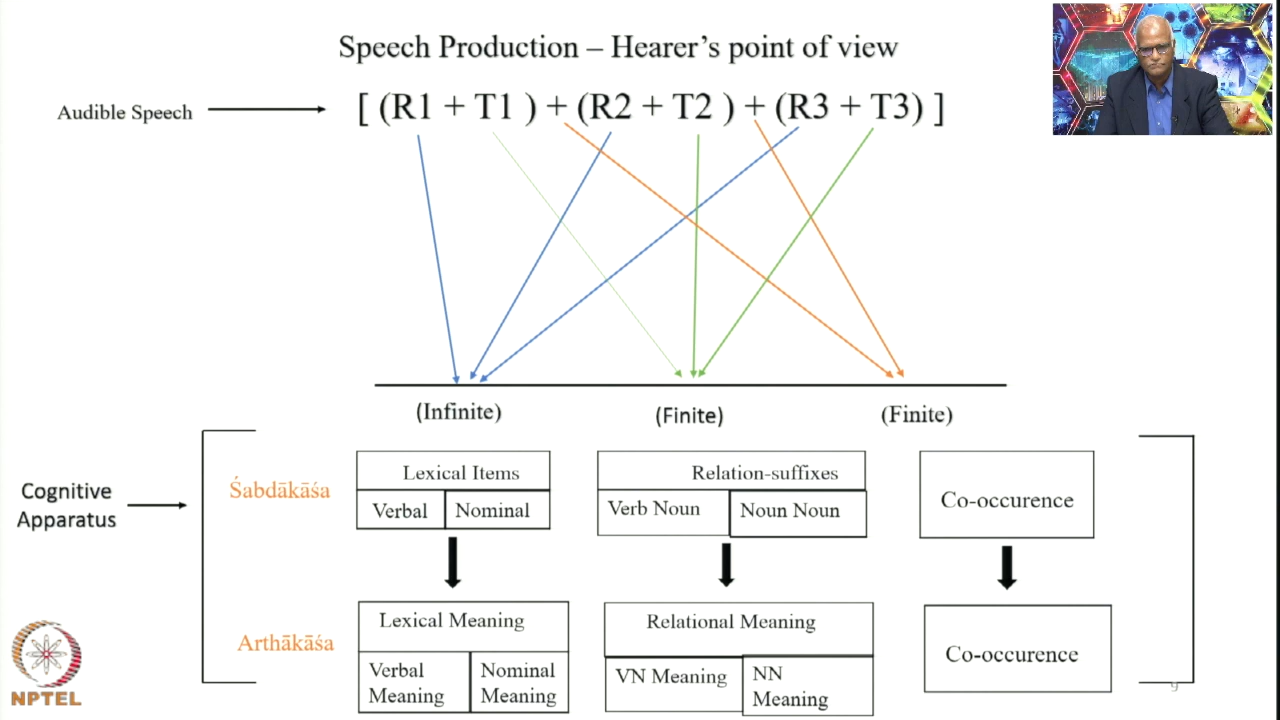 Speech Production – Hearer's point of view
Audible Speech
[ (R1 + T1 ) + (R2 + T2 ) + (R3 + T3) ]
(Infinite)
(Finite)
(Finite)
Cognitive
Apparatus
Śabdākāśa
Lexical Items
Verbal
Nominal
Relation-suffixes
Verb Noun
Noun Noun
Co-occurence
Arthākāśa
Lexical Meaning
Verbal
Meaning
Nominal
Meaning
Relational Meaning
VN Meaning
NN
Meaning
Co-occurence
NPTEL
9